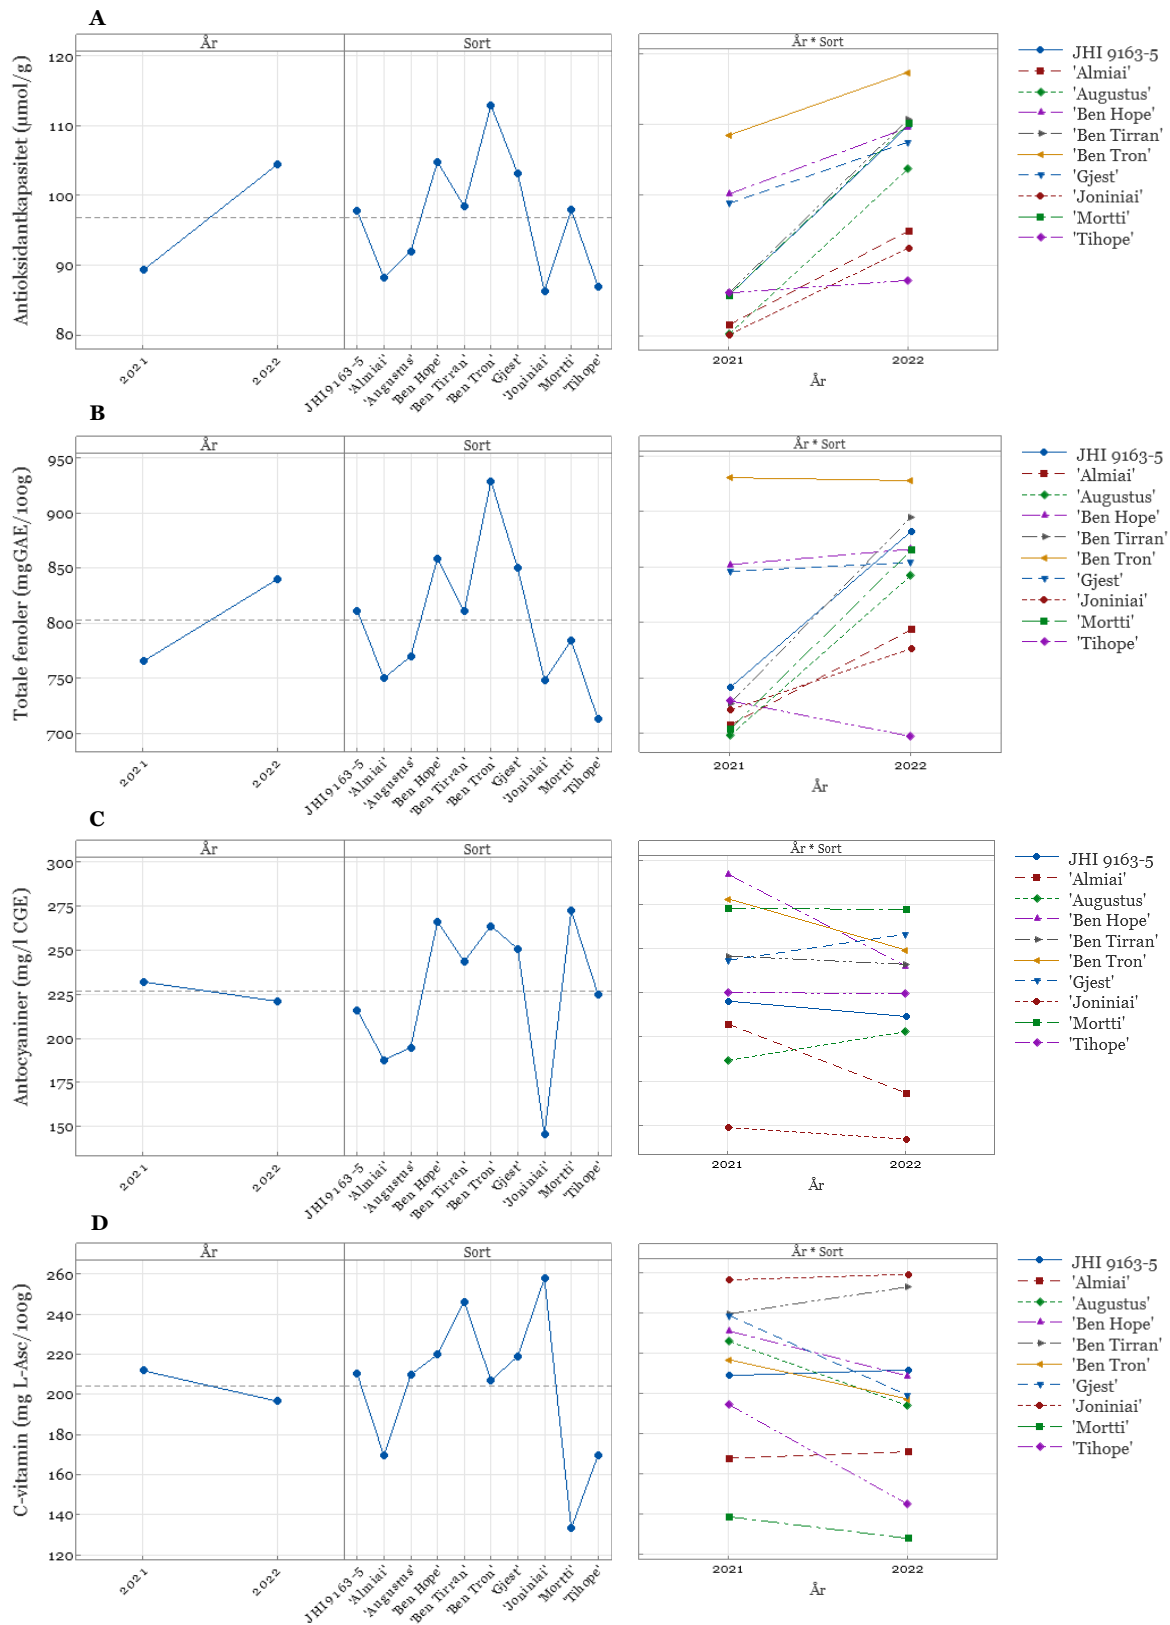 A
År
Sort
År * Sort
Antioksidantkapasitet (µmol/g)
120
110
100
90
80
2021
2022
JHI 9163-5
'Almiai'
'Augustus'
'Ben Hope'
'Ben Tirran'
'Ben Tron'
'Gjest'
'Joniniai'
'Mortti'
'Tihope'
2021
2022
År
JHI 9163-5
'Almiai'
'Augustus'
'Ben Hope'
'Ben Tirran'
'Ben Tron'
'Gjest'
'Joniniai'
'Mortti'
'Tihope'
B
År
Sort
År * Sort
Totale fenoler (mgGAE/100g)
950
900
850
800
750
700
2021
2022
JHI 9163-5
'Almiai'
'Augustus'
'Ben Hope'
'Ben Tirran'
'Ben Tron'
'Gjest'
'Joniniai'
'Mortti'
'Tihope'
2021
2022
År
JHI 9163-5
'Almiai'
'Augustus'
'Ben Hope'
'Ben Tirran'
'Ben Tron'
'Gjest'
'Joniniai'
'Mortti'
'Tihope'
C
År
Sort
År * Sort
Antocyaniner (mg/l CGE)
300
275
250
225
200
175
150
2021
2022
JHI 9163-5
'Almiai'
'Augustus'
'Ben Hope'
'Ben Tirran'
'Ben Tron'
'Gjest'
'Joniniai'
'Mortti'
'Tihope'
2021
2022
År
JHI 9163-5
'Almiai'
'Augustus'
'Ben Hope'
'Ben Tirran'
'Ben Tron'
'Gjest'
'Joniniai'
'Mortti'
'Tihope'
D
År
Sort
År * Sort
C-vitamin (mg L-Asc/100g)
260
240
220
200
180
160
140
120
2021
2022
JHI 9163-5
'Almiai'
'Augustus'
'Ben Hope'
'Ben Tirran'
'Ben Tron'
'Gjest'
'Joniniai'
'Mortti'
'Tihope'
2021
2022
År
JHI 9163-5
'Almiai'
'Augustus'
'Ben Hope'
'Ben Tirran'
'Ben Tron'
'Gjest'
'Joniniai'
'Mortti'
'Tihope'